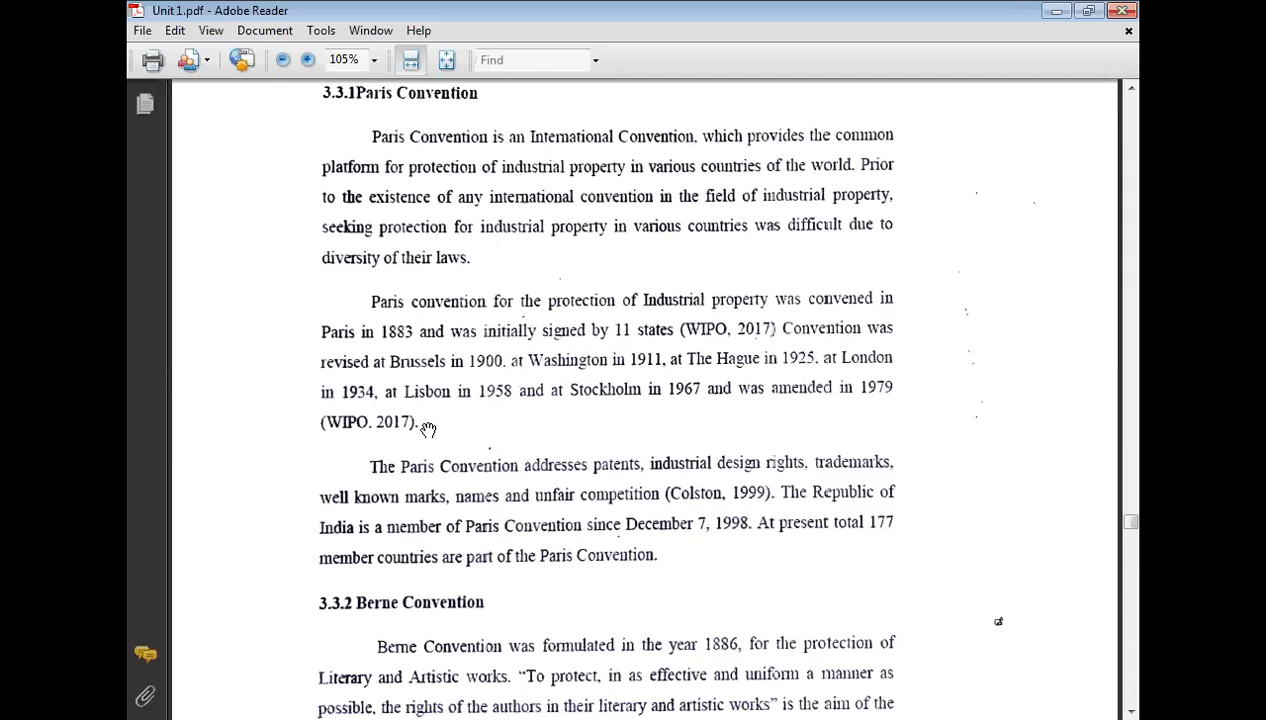 Unit 1.pdf - Adobe Reader
File Edit View Document Tools Window Help
105% Find
3.3.1Paris Convention
Paris Convention is an International Convention, which provides the common
platform for protection of industrial property in various countries of the world. Prior
to the existence of any international convention in the field of industrial property,
seeking protection for industrial property in various countries was difficult due to
diversity of their laws.
Paris convention for the protection of Industrial property was convened in
Paris in 1883 and was initially signed by 11 states (WIPO, 2017) Convention was
revised at Brussels in 1900. at Washington in 1911, at The Hague in 1925. at London
in 1934, at Lisbon in 1958 and at Stockholm in 1967 and was amended in 1979
(WIPO. 2017).
The Paris Convention addresses patents, industrial design rights, trademarks,
well known marks, names and unfair competition (Colston, 1999). The Republic of
India is a member of Paris Convention since December 7, 1998. At present total 177
member countries are part of the Paris Convention.
3.3.2 Berne Convention
Berne Convention was formulated in the year 1886, for the protection of
Literary and Artistic works. “To protect, in as effective and uniform a manner as
possible, the rights of the authors in their literary and artistic works” is the aim of the